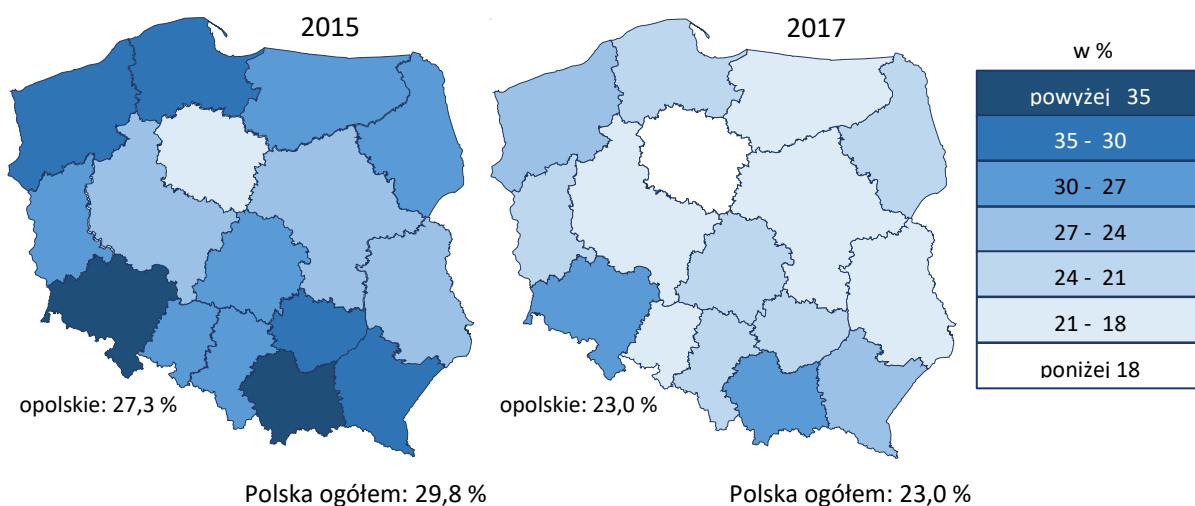 2015
2017
w %
powyżej 35
35 - 30
30 - 27
27 - 24
24 - 21
21 - 18
poniżej 18
opolskie: 27,3 %
opolskie: 23,0 %
Polska ogółem: 29,8 %
Polska ogółem: 23,0 %